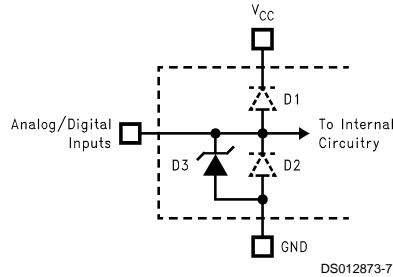 VCC
D1
Analog/Digital
Inputs
To Internal
Circuitry
D3
D2
GND
DS012873-7